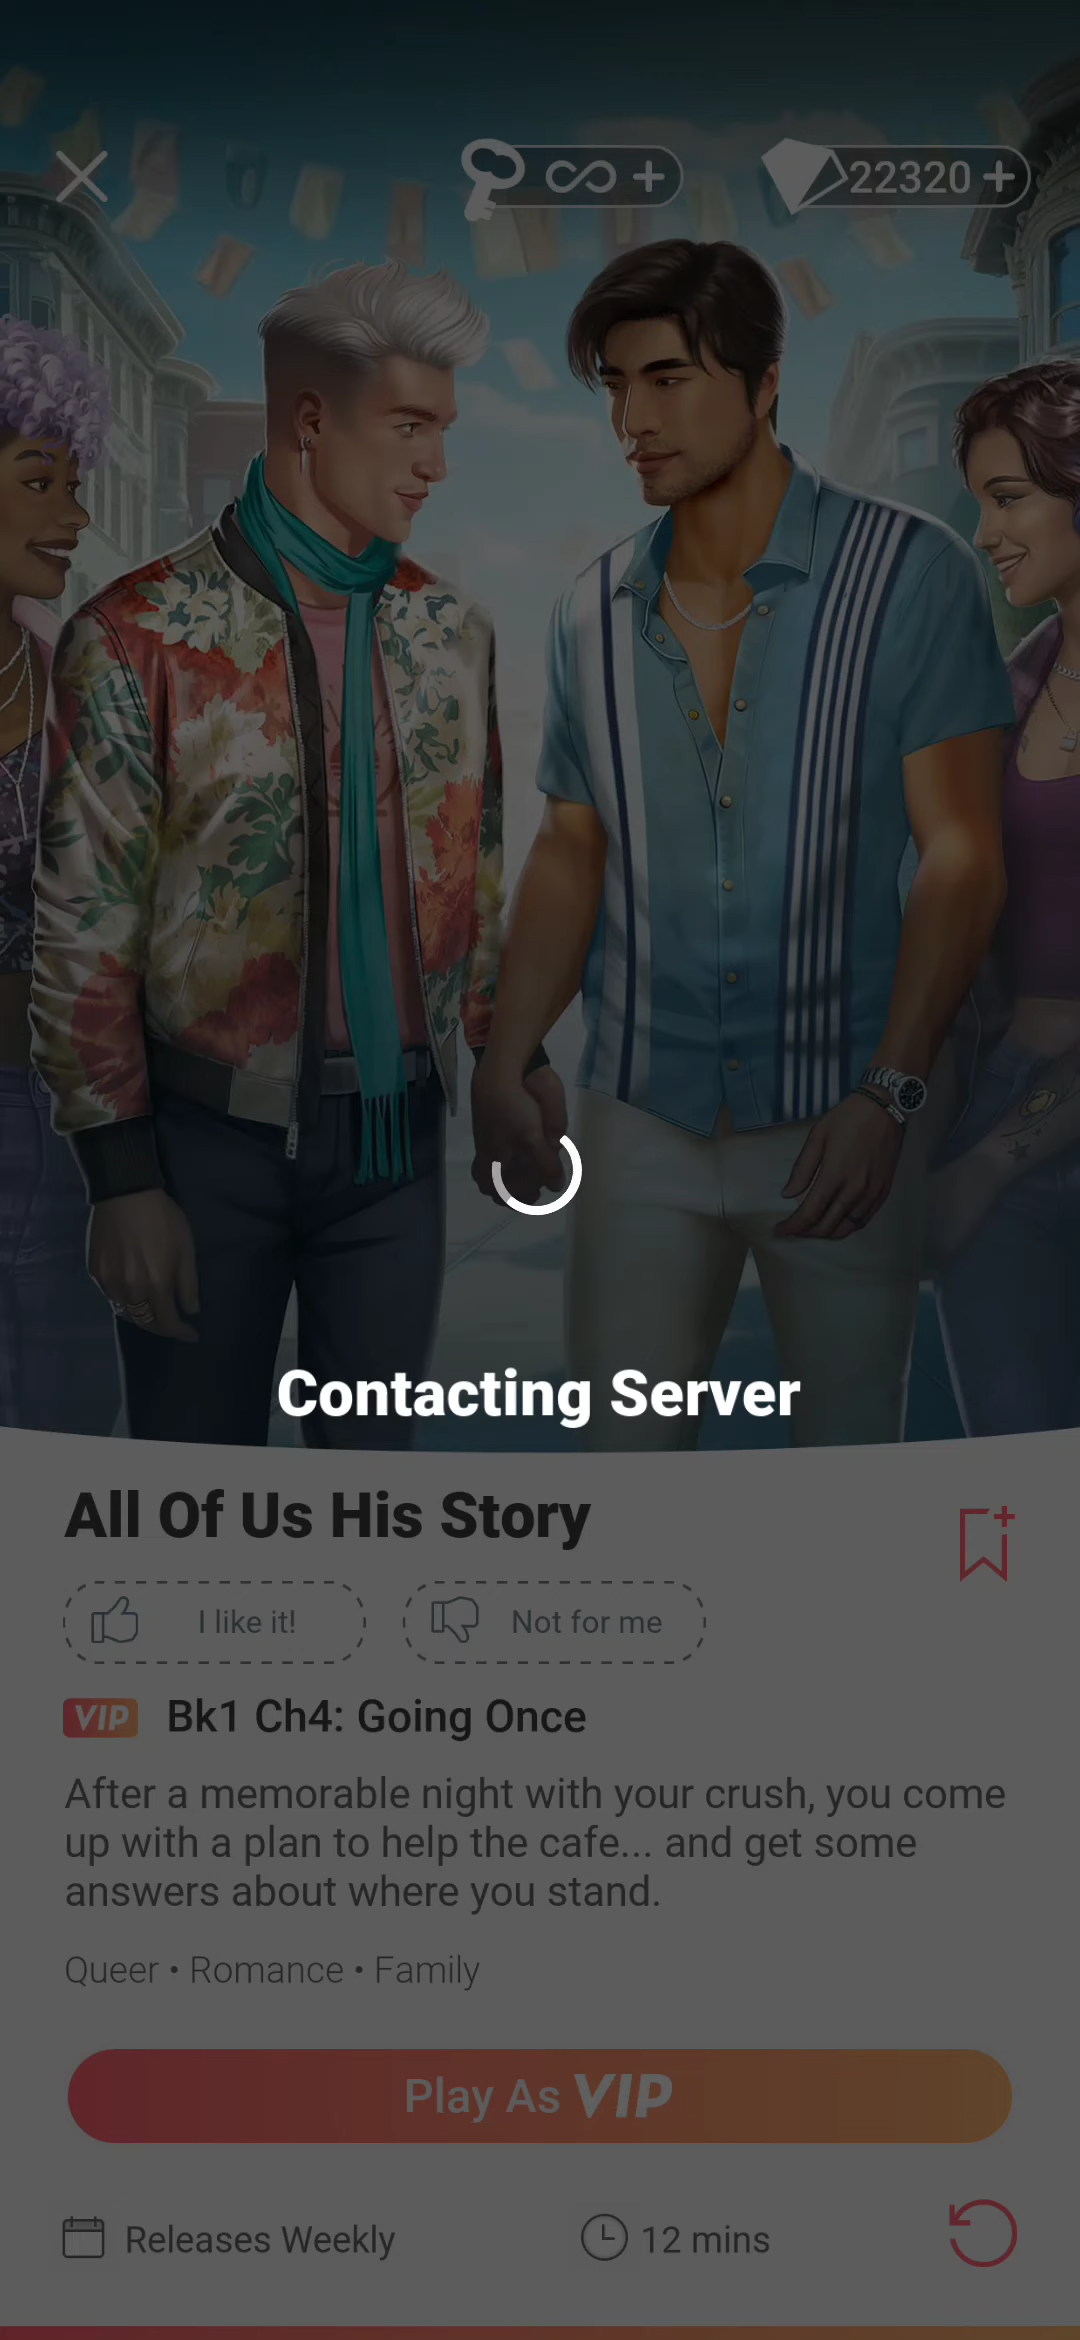 22320
Contacting Server
All Of Us His Story
I like it!
Not for me
VIP Bk1 Ch4: Going Once
After a memorable night with your crush, you come
up with a plan to help the cafe... and get some
answers about where you stand.
Queer • Romance • Family
Play As VIP
Releases Weekly
12 mins